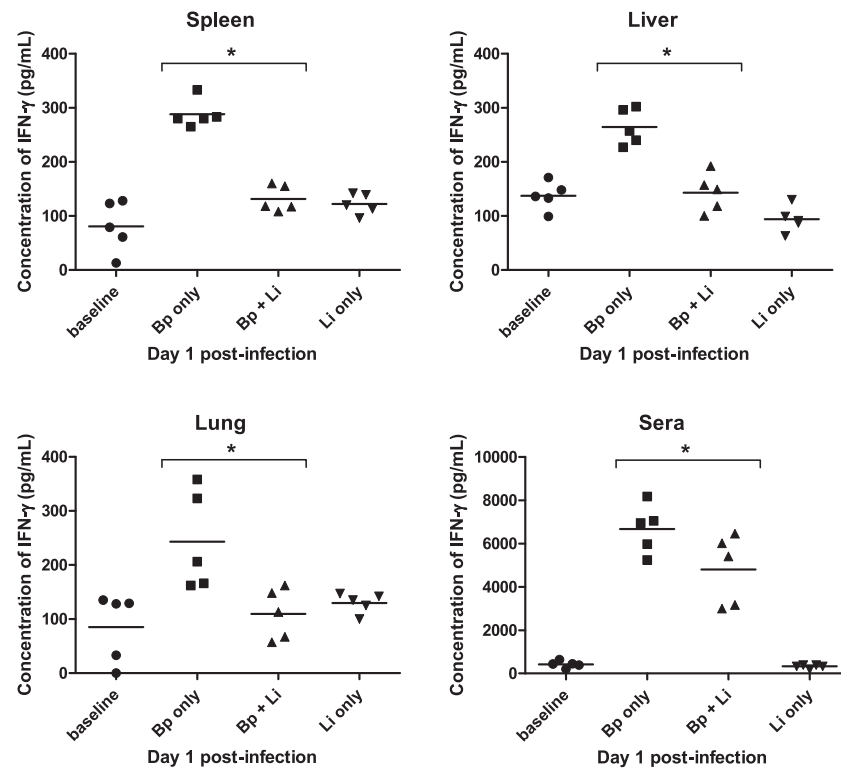 Spleen
Concentration of IFN-γ (pg/mL)
400
300
200
100
0
*
baseline
Bp only
Bp + Li
Li only
Day 1 post-infection
Liver
Concentration of IFN-γ (pg/mL)
400
300
200
100
0
*
baseline
Bp only
Bp + Li
Li only
Day 1 post-infection
Lung
Concentration of IFN-γ (pg/mL)
400
300
200
100
0
*
baseline
Bp only
Bp + Li
Li only
Day 1 post-infection
Sera
Concentration of IFN-γ (pg/mL)
10000
8000
6000
4000
2000
0
*
baseline
Bp only
Bp + Li
Li only
Day 1 post-infection